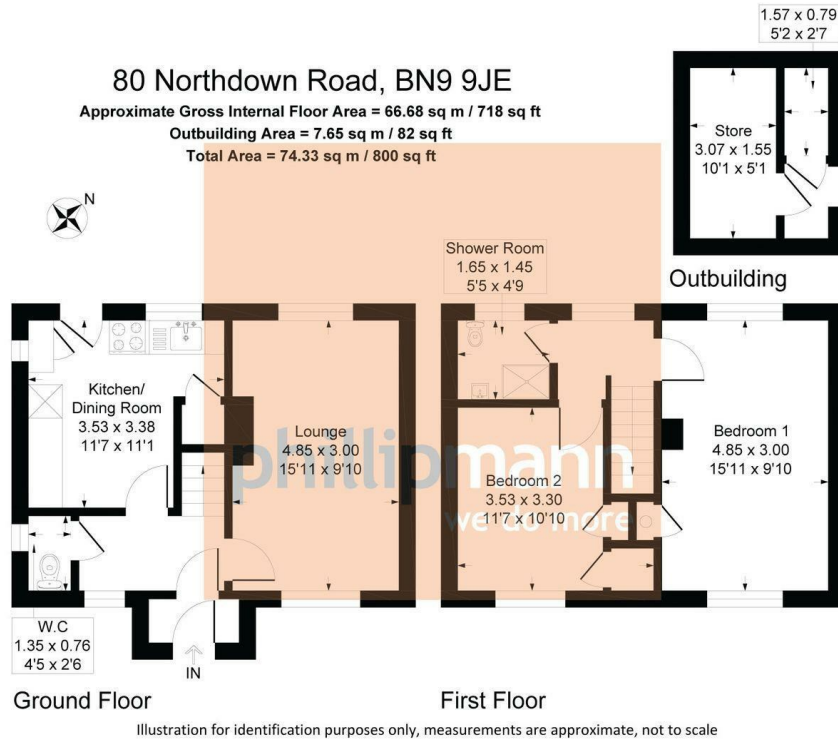 80 Northdown Road, BN9 9JE
Approximate Gross Internal Floor Area = 66.68 sq m / 718 sq ft
Outbuilding Area = 7.65 sq m / 82 sq ft
Total Area = 74.33 sq m / 800 sq ft
N
1.57 x 0.79
5'2 x 2'7
Store
3.07 x 1.55
10'1 x 5'1
Outbuilding
Kitchen/
Dining Room
3.53 x 3.38
11'7 x 11'1
Lounge
4.85 x 3.00
15'11 x 9'10
W.C
1.35 x 0.76
4'5 x 2'6
IN
Ground Floor
Shower Room
1.65 x 1.45
5'5 x 4'9
Bedroom 2
3.53 x 3.30
11'7 x 10'10
Bedroom 1
4.85 x 3.00
15'11 x 9'10
First Floor
phillipmann
we do more
Illustration for identification purposes only, measurements are approximate, not to scale